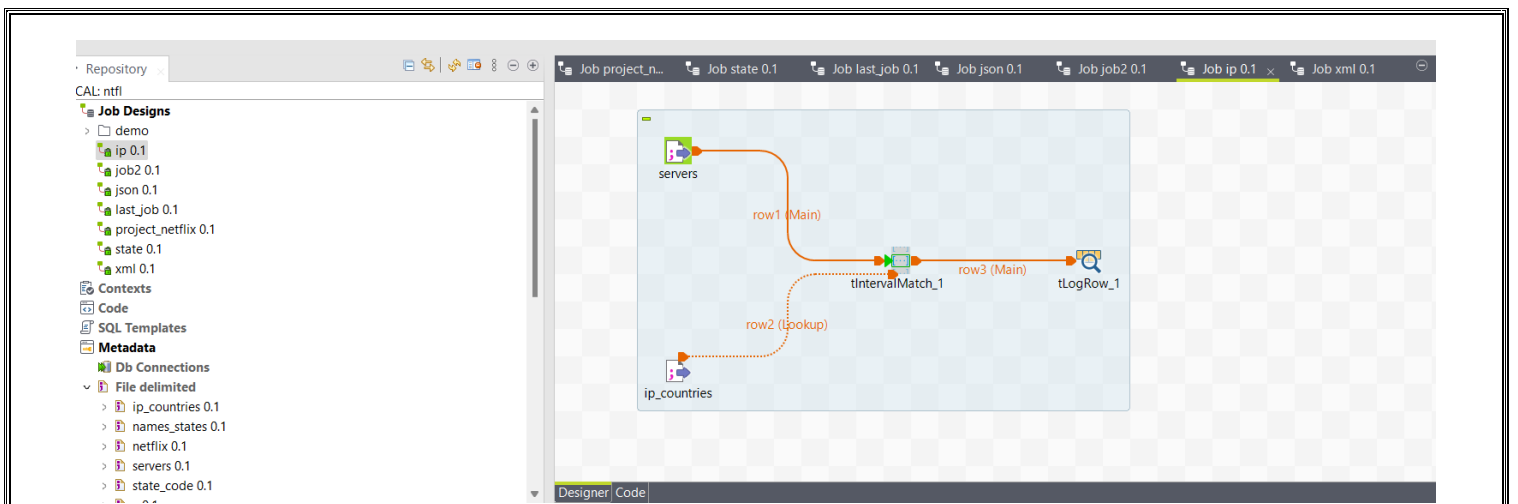 Repository
CAL: ntfl
Job Designs
demo
ip 0.1
job2 0.1
json 0.1
last_job 0.1
project_netflix 0.1
state 0.1
xml 0.1
Contexts
Code
SQL Templates
Metadata
Db Connections
File delimited
ip_countries 0.1
names_states 0.1
netflix 0.1
servers 0.1
state_code 0.1
Job project_n... Job state 0.1 Job last_job 0.1 Job json 0.1 Job job2 0.1 Job ip 0.1 Job xml 0.1
servers
row1 (Main)
row3 (Main)
tIntervalMatch_1 tLogRow_1
row2 (Lookup)
ip_countries
Designer Code